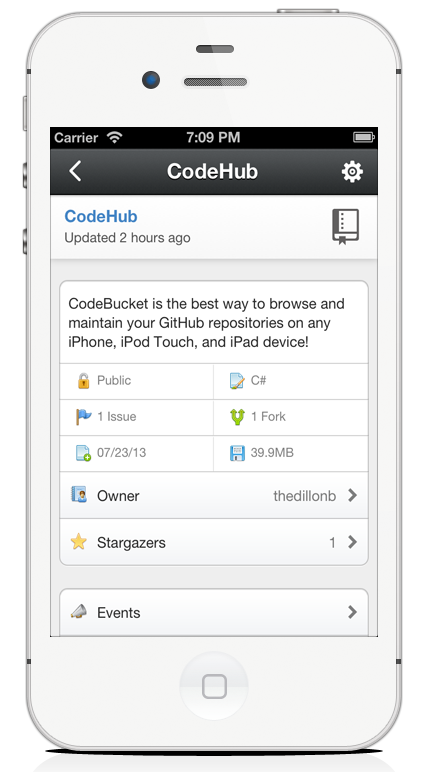 Carrier 7:09 PM
CodeHub
CodeHub
Updated 2 hours ago
CodeBucket is the best way to browse and
maintain your GitHub repositories on any
iPhone, iPod Touch, and iPad device!
Public C#
1 Issue 1 Fork
07/23/13 39.9MB
Owner thedillonb
Stargazers 1
Events